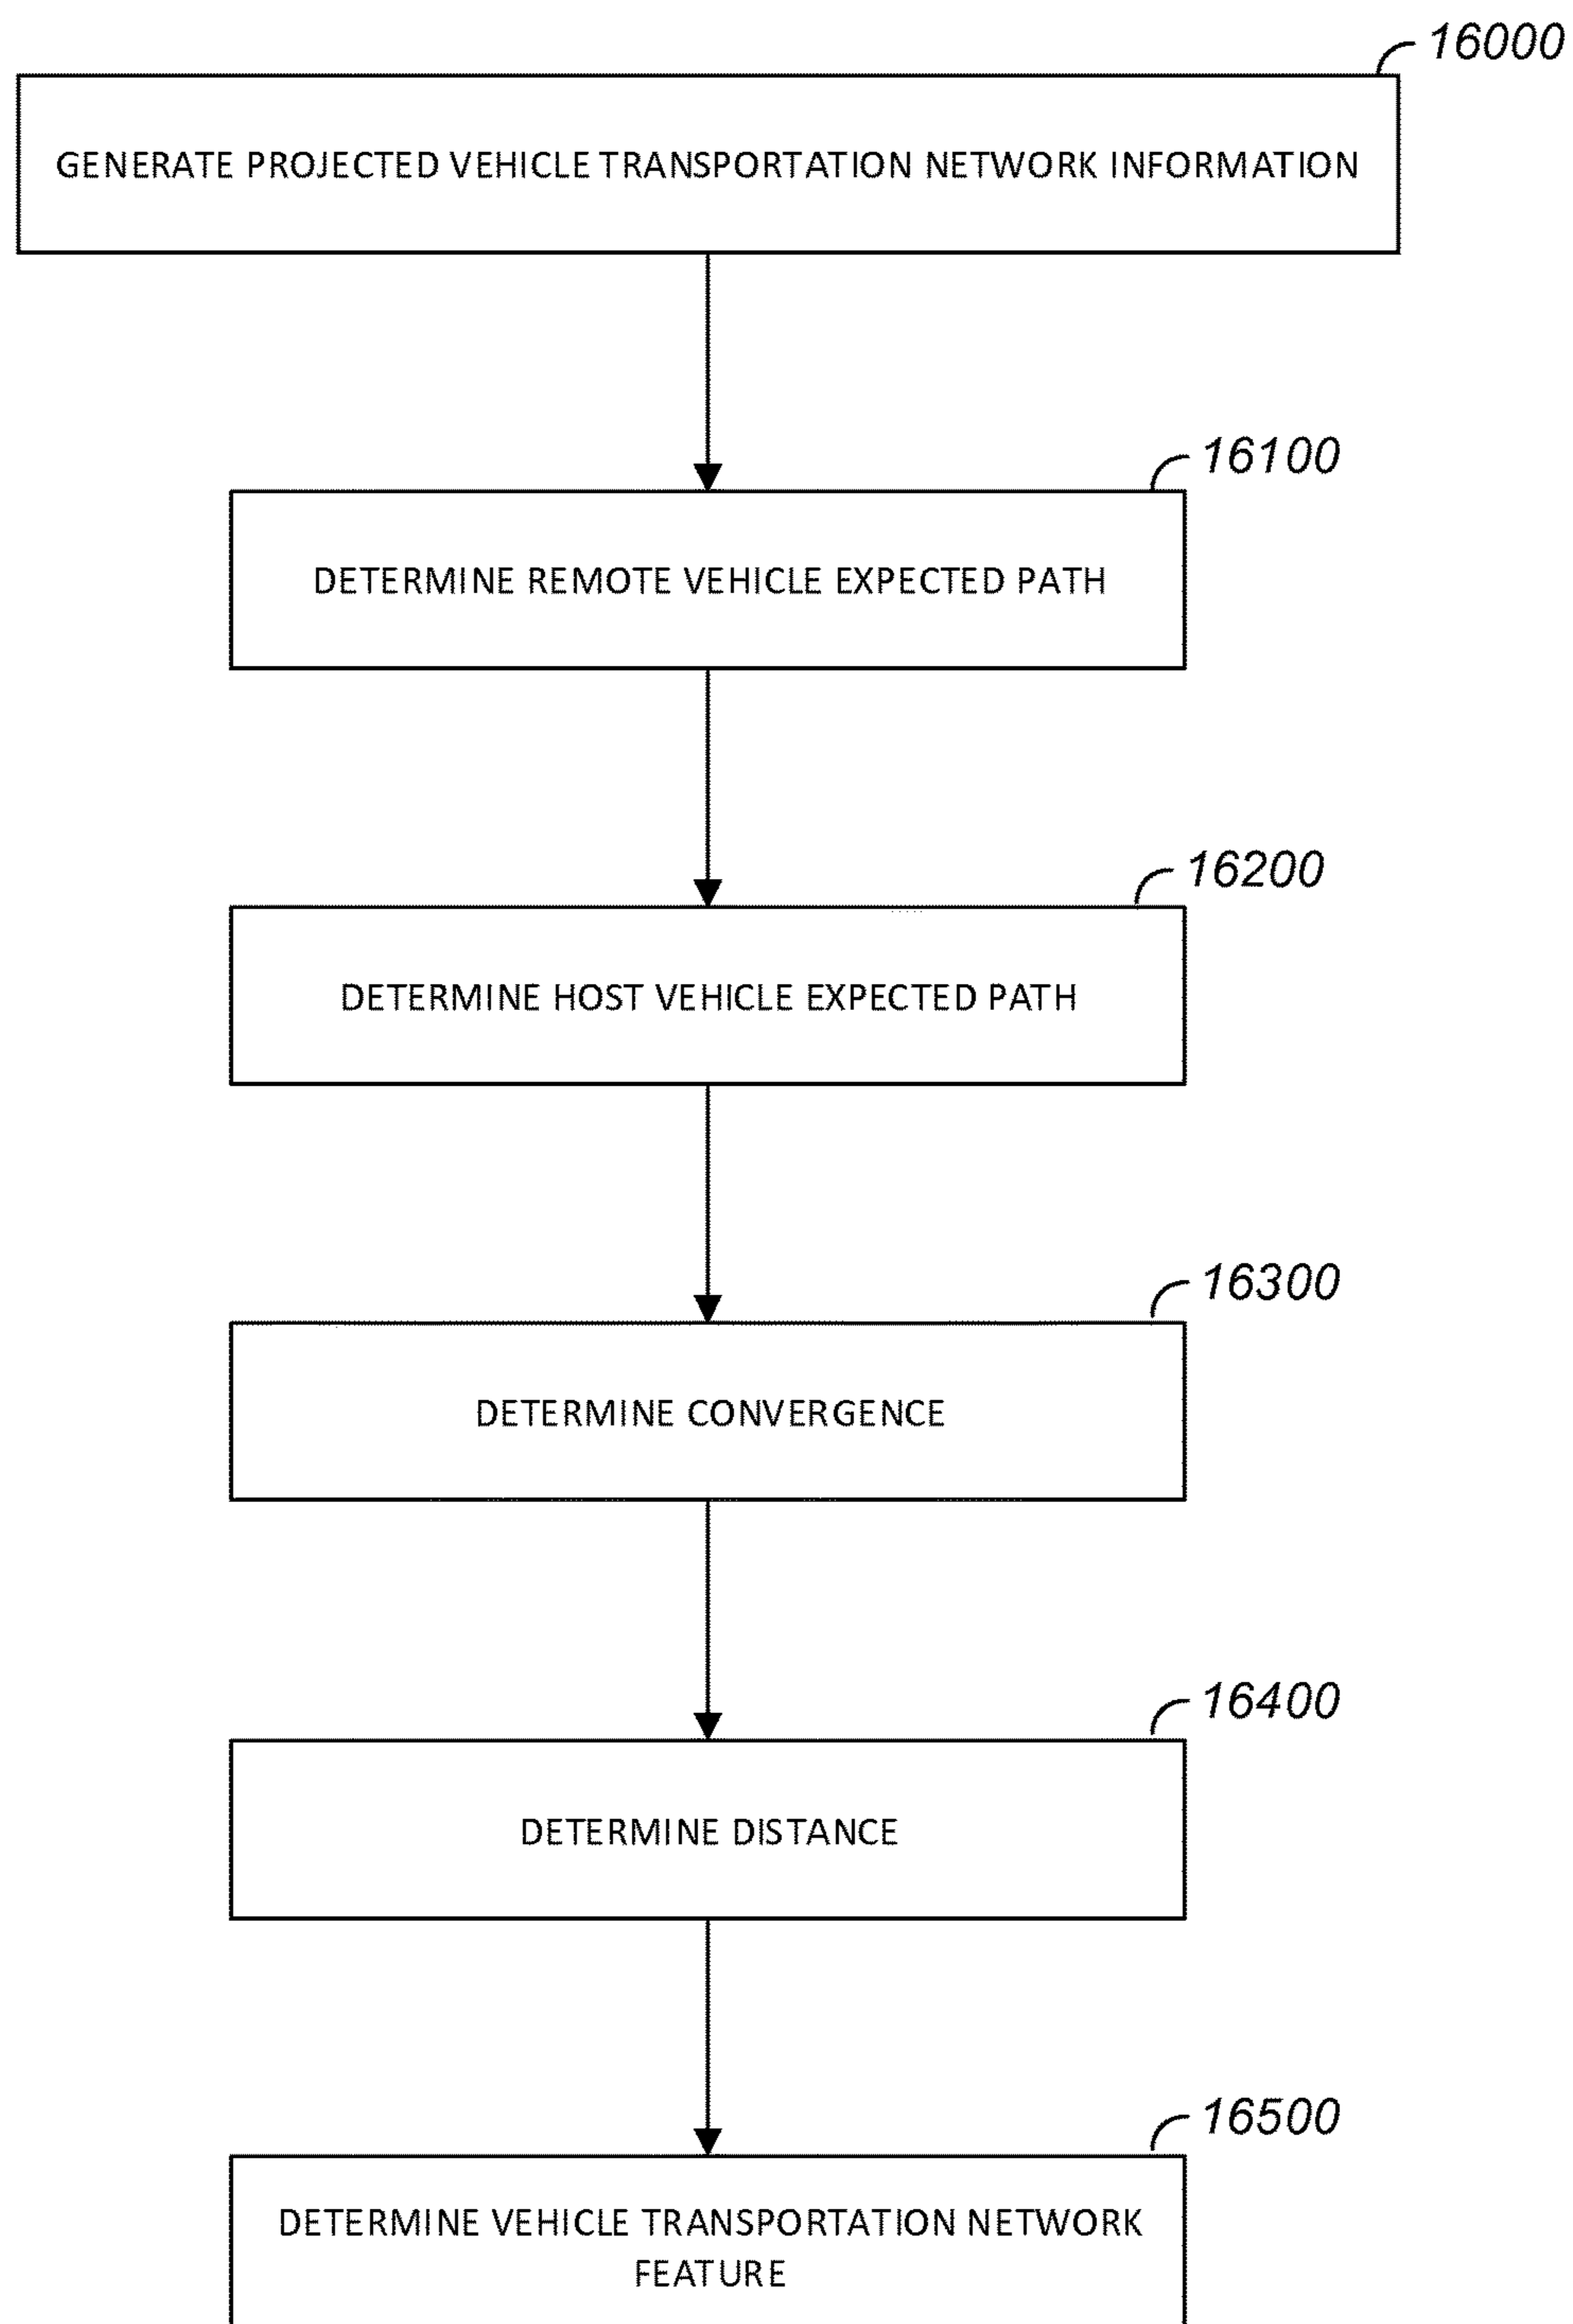 16000
GENERATE PROJECTED VEHICLE TRANSPORTATION NETWORK INFORMATION
16100
DETERMINE REMOTE VEHICLE EXPECTED PATH
16200
DETERMINE HOST VEHICLE EXPECTED PATH
16300
DETERMINE CONVERGENCE
16400
DETERMINE DISTANCE
16500
DETERMINE VEHICLE TRANSPORTATION NETWORK
FEATURE